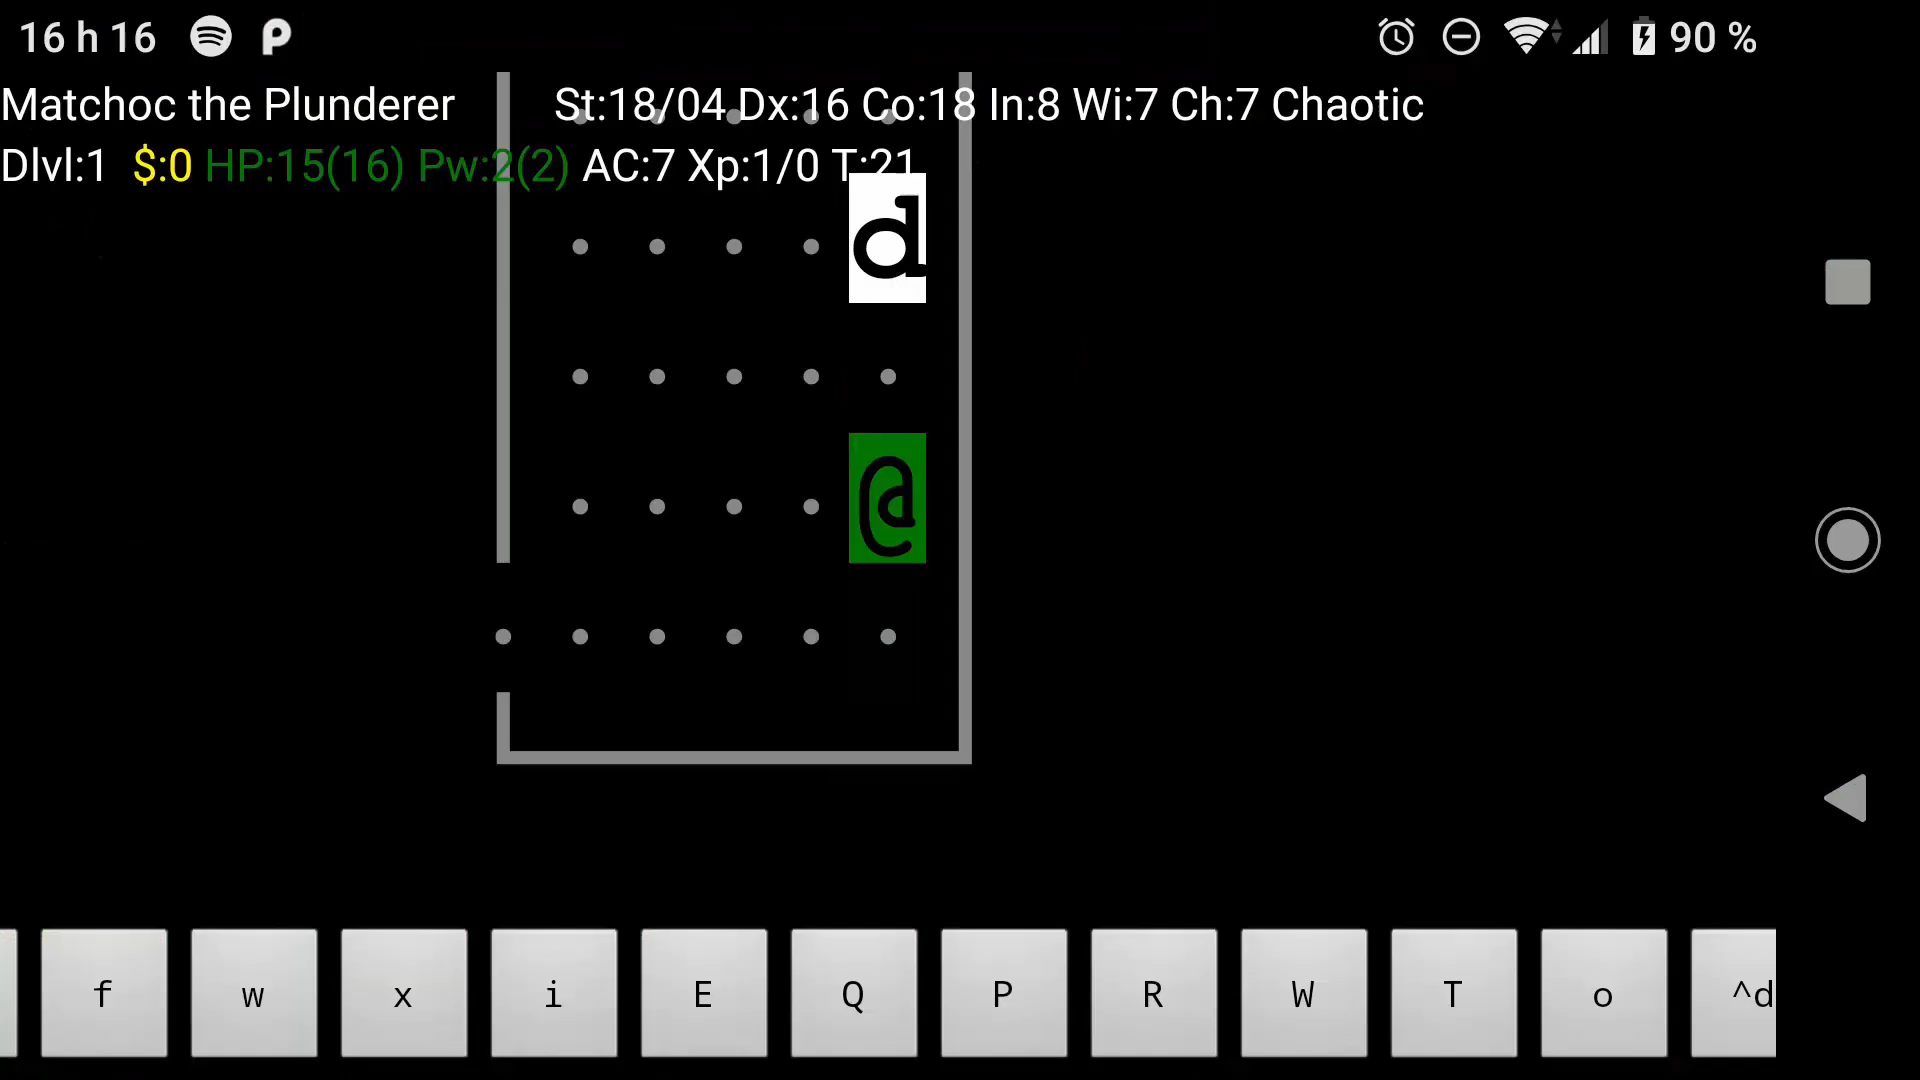 16 h 16 90 %
Matchoc the Plunderer St:18/04 Dx:16 Co:18 In:8 Wi:7 Ch:7 Chaotic
Dlvl:1 $:0 HP:15(16) Pw:2(2) AC:7 Xp:1/0 T:21
d
@
f w x i E Q P R W T o ^d